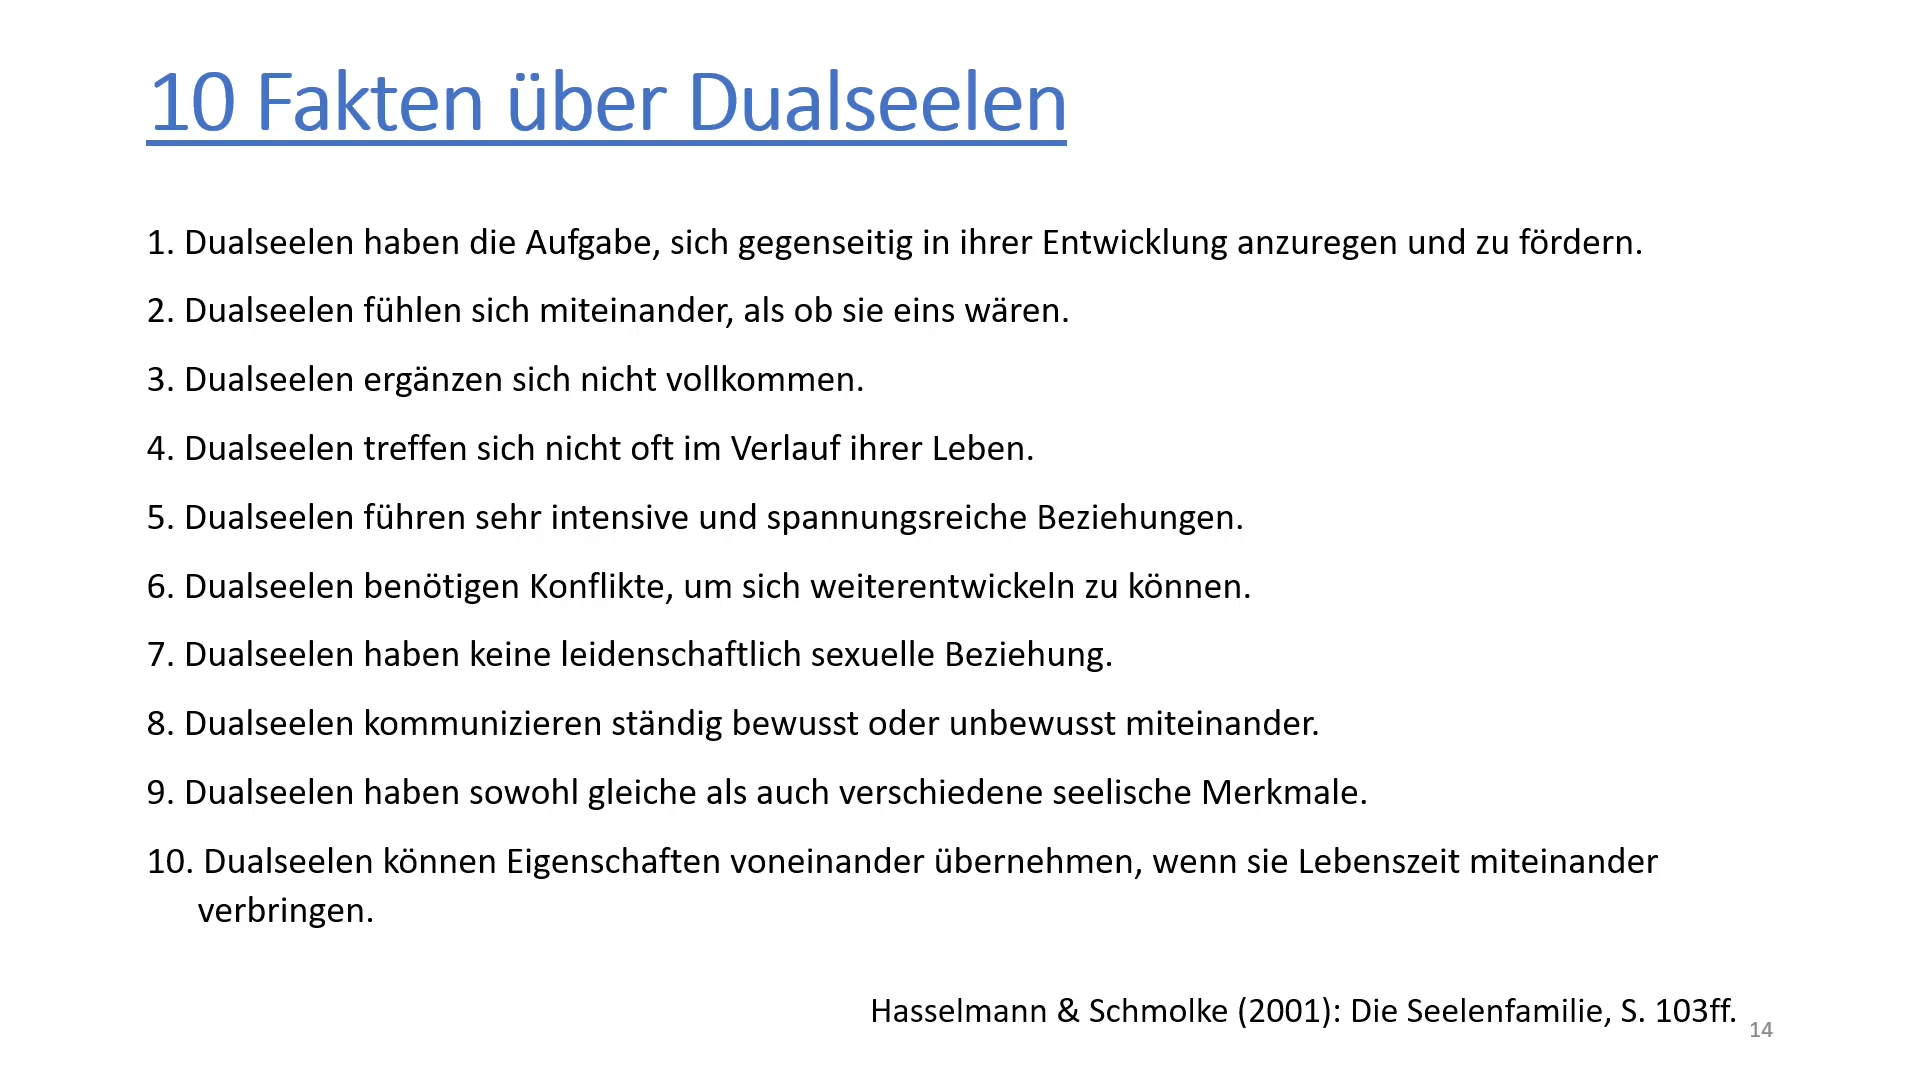 10 Fakten über Dualseelen
1. Dualseelen haben die Aufgabe, sich gegenseitig in ihrer Entwicklung anzuregen und zu fördern.
2. Dualseelen fühlen sich miteinander, als ob sie eins wären.
3. Dualseelen ergänzen sich nicht vollkommen.
4. Dualseelen treffen sich nicht oft im Verlauf ihrer Leben.
5. Dualseelen führen sehr intensive und spannungsreiche Beziehungen.
6. Dualseelen benötigen Konflikte, um sich weiterentwickeln zu können.
7. Dualseelen haben keine leidenschaftlich sexuelle Beziehung.
8. Dualseelen kommunizieren ständig bewusst oder unbewusst miteinander.
9. Dualseelen haben sowohl gleiche als auch verschiedene seelische Merkmale.
10. Dualseelen können Eigenschaften voneinander übernehmen, wenn sie Lebenszeit miteinander
verbringen.
Hasselmann & Schmolke (2001): Die Seelenfamilie, S. 103ff.
14